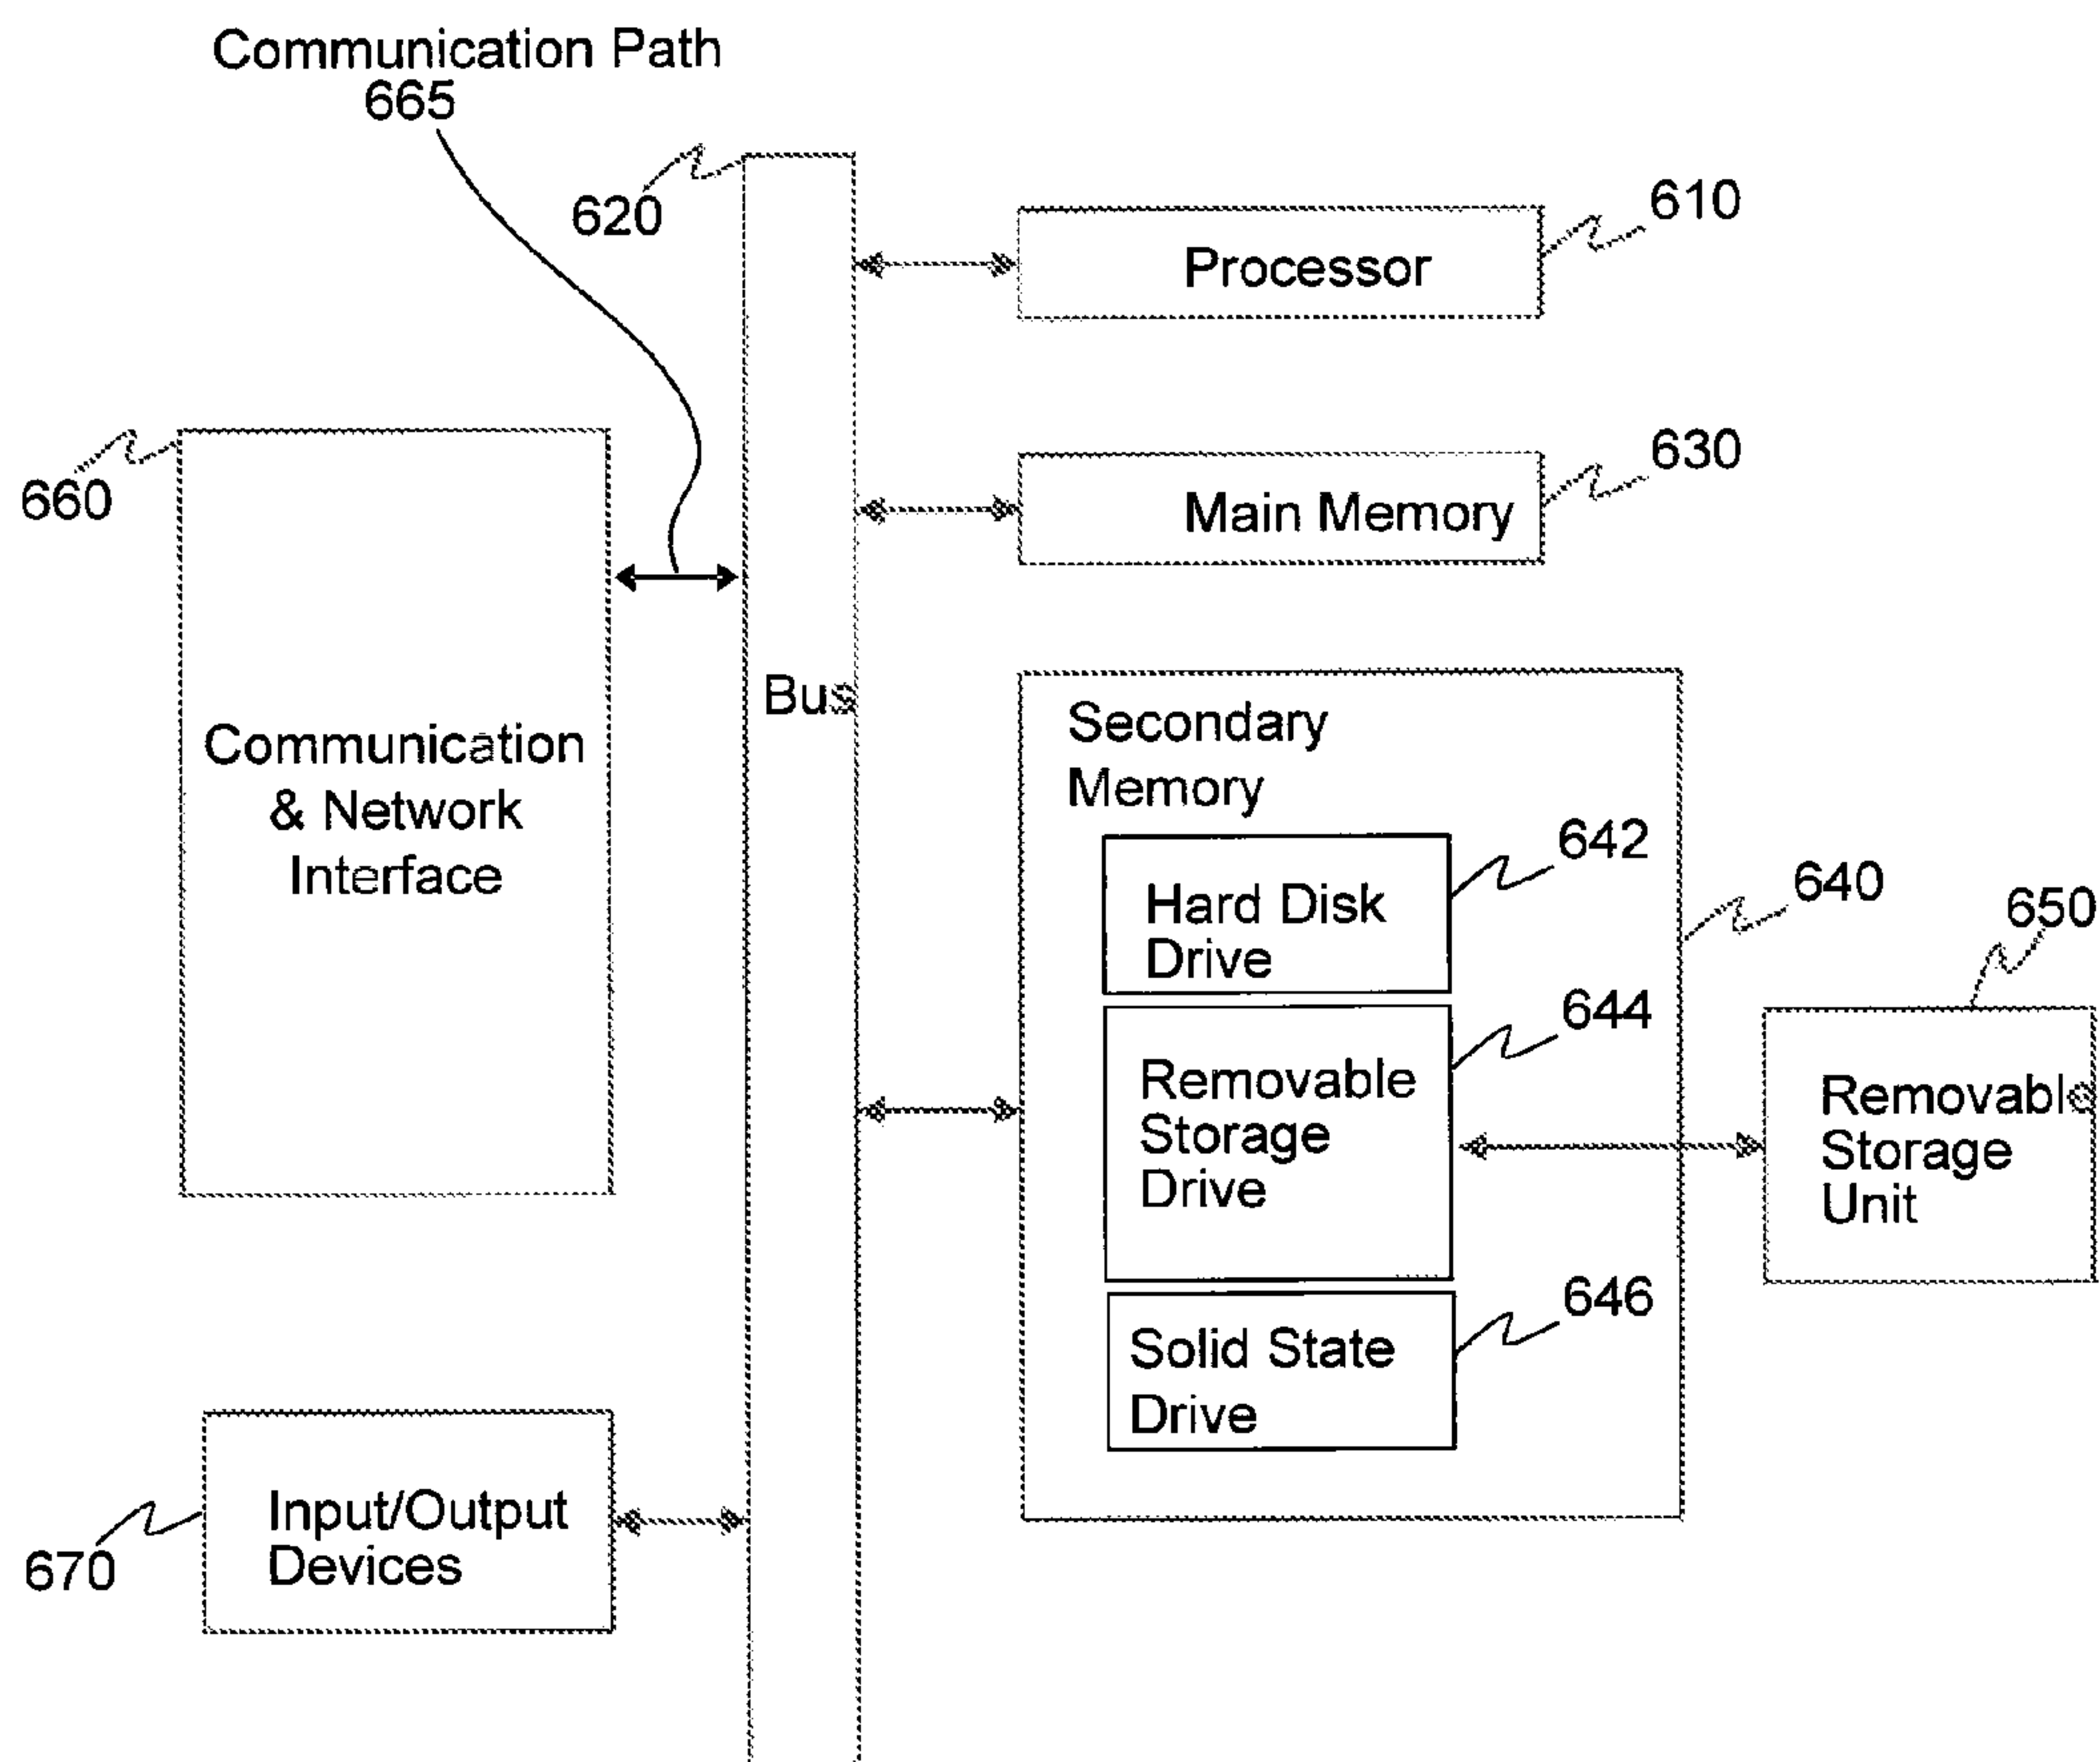 Communication Path
665
620
610
Processor
630
Main Memory
660
Bus
Communication
& Network
Interface
Secondary
Memory
642
Hard Disk
Drive
640
650
644
Removable
Storage
Drive
Removable
Storage
Unit
646
Solid State
Drive
670
Input/Output
Devices